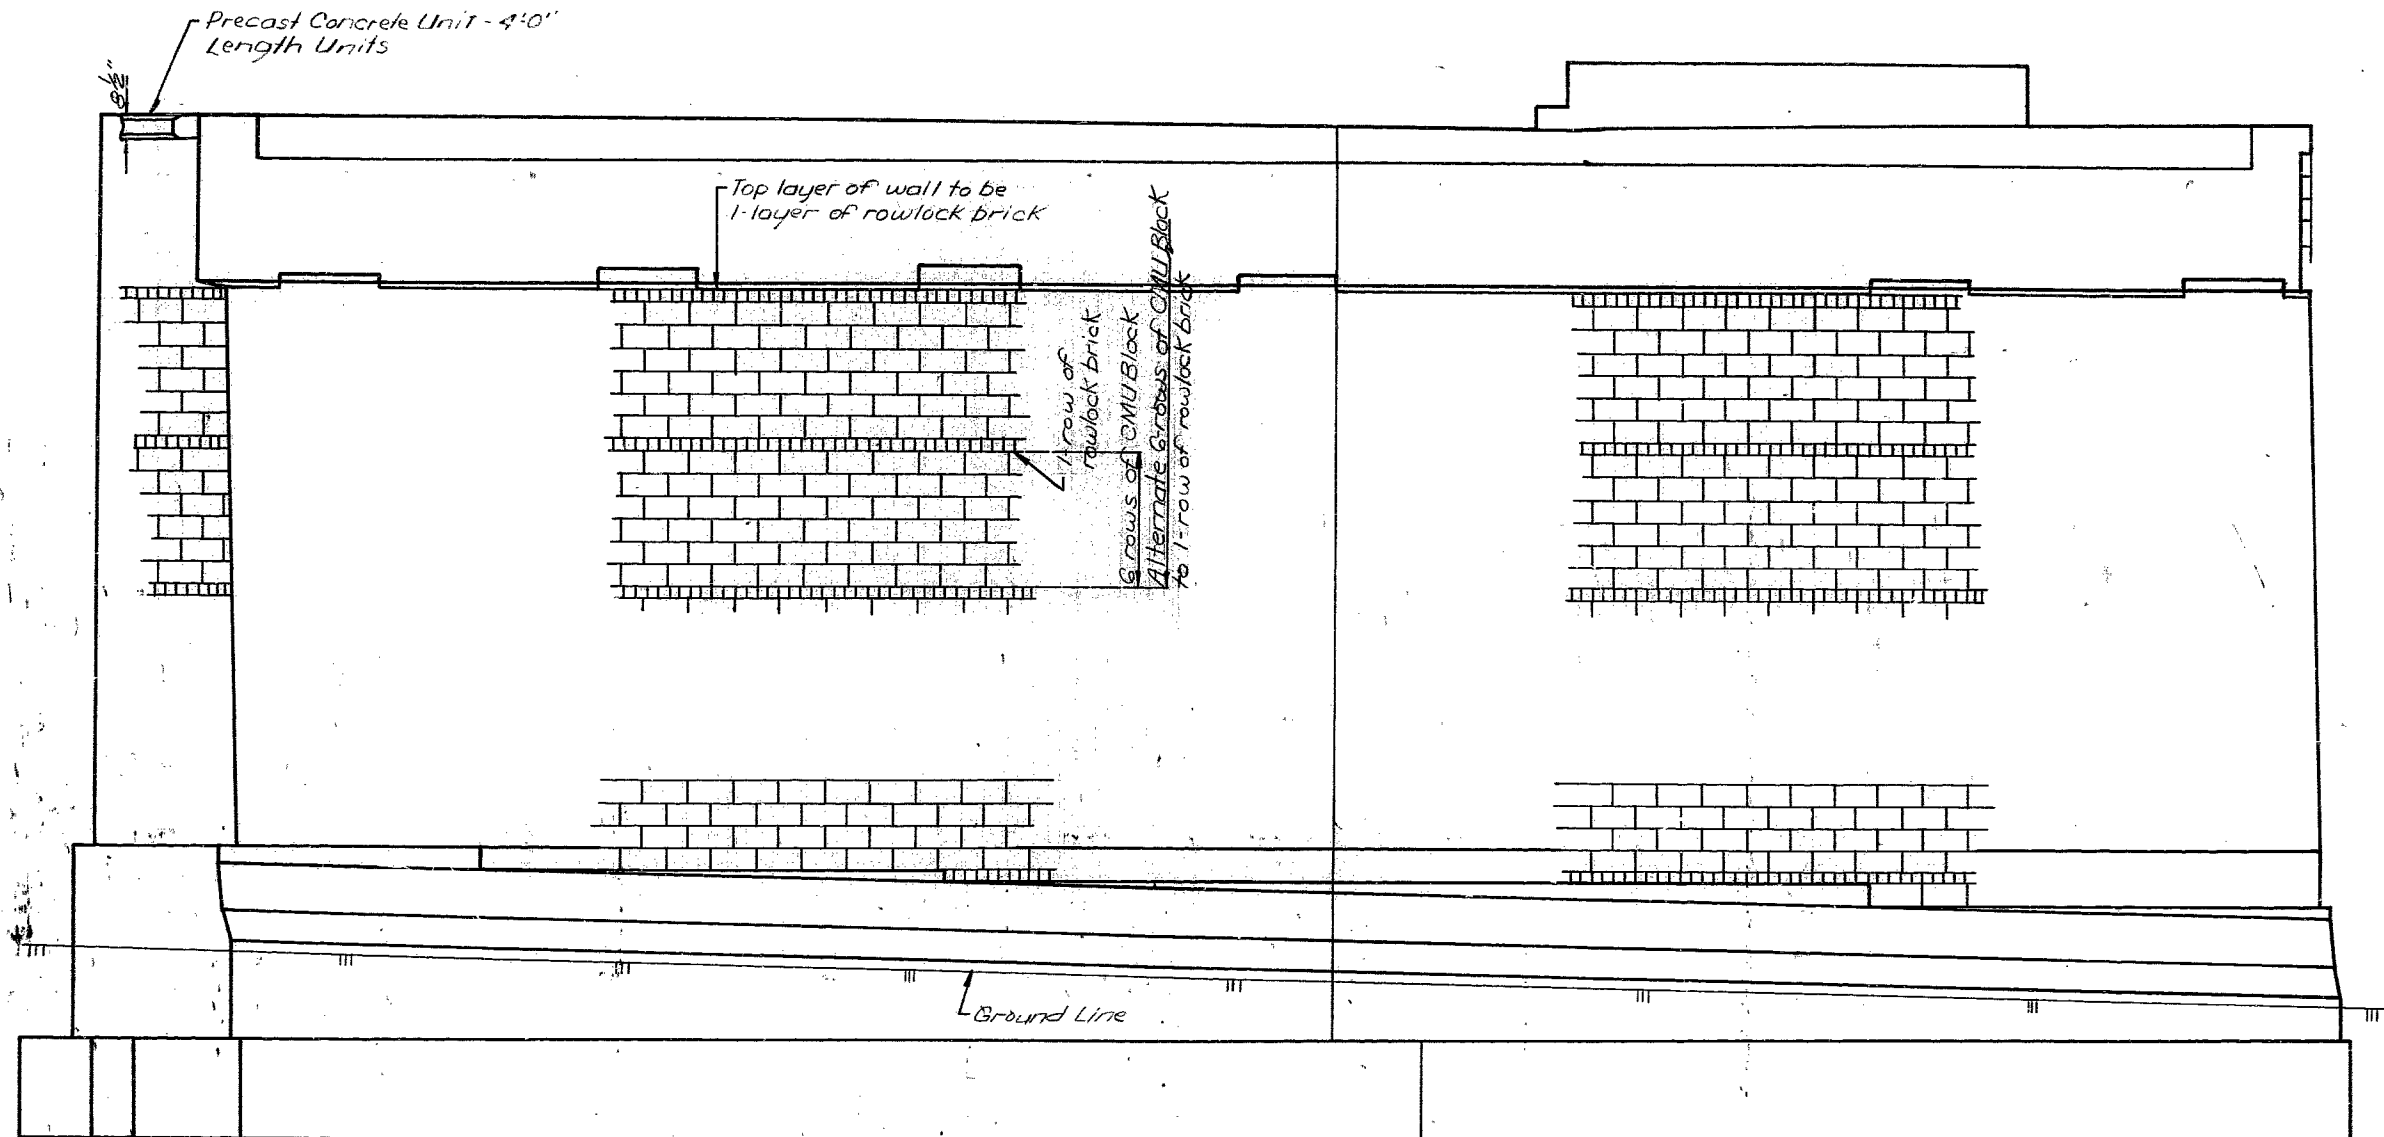 Precast Concrete Unit - 4'-0"
Length Units
8½"
Top layer of wall to be
1-layer of rowlock brick
1-row of
rowlock brick
6 rows of CMU Block
Alternate 6-rows of CMU Block
to 1-row of rowlock brick
Ground Line